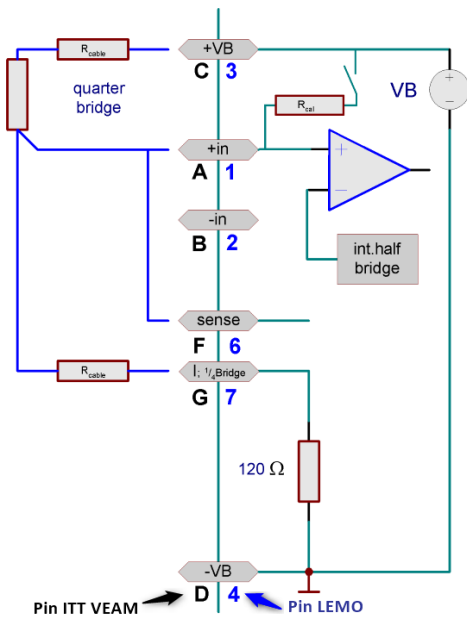 Rcable
+VB
C 3
quarter
bridge
Rcal
VB
+
−
+in
A 1
+
−
-in
B 2
int.half
bridge
sense
F 6
Rcable
I; 1/4Bridge
G 7
120 Ω
-VB
D 4
Pin ITT VEAM
Pin LEMO